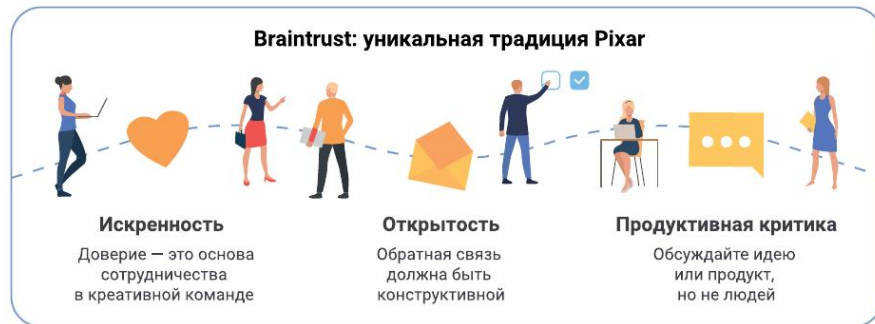 Braintrust: уникальная традиция Pixar
Искренность
Доверие — это основа
сотрудничества
в креативной команде
Открытость
Обратная связь
должна быть
конструктивной
Продуктивная критика
Обсуждайте идею
или продукт,
но не людей